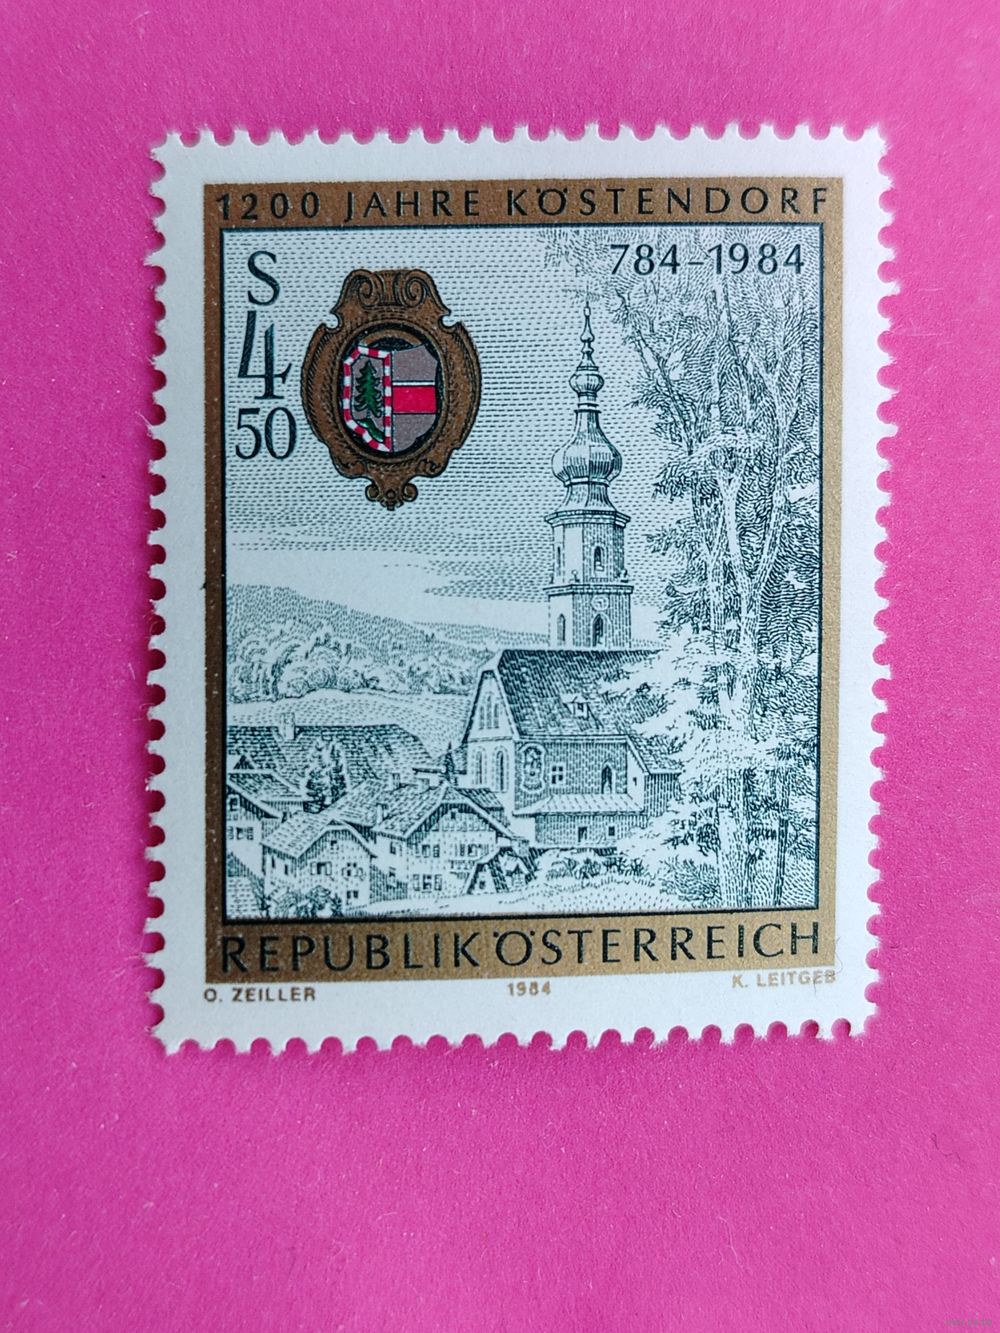 1200 JAHRE KÖSTENDORF
784–1984
S
4
50
REPUBLIK ÖSTERREICH
O. ZEILLER 1984 K. LEITGEB